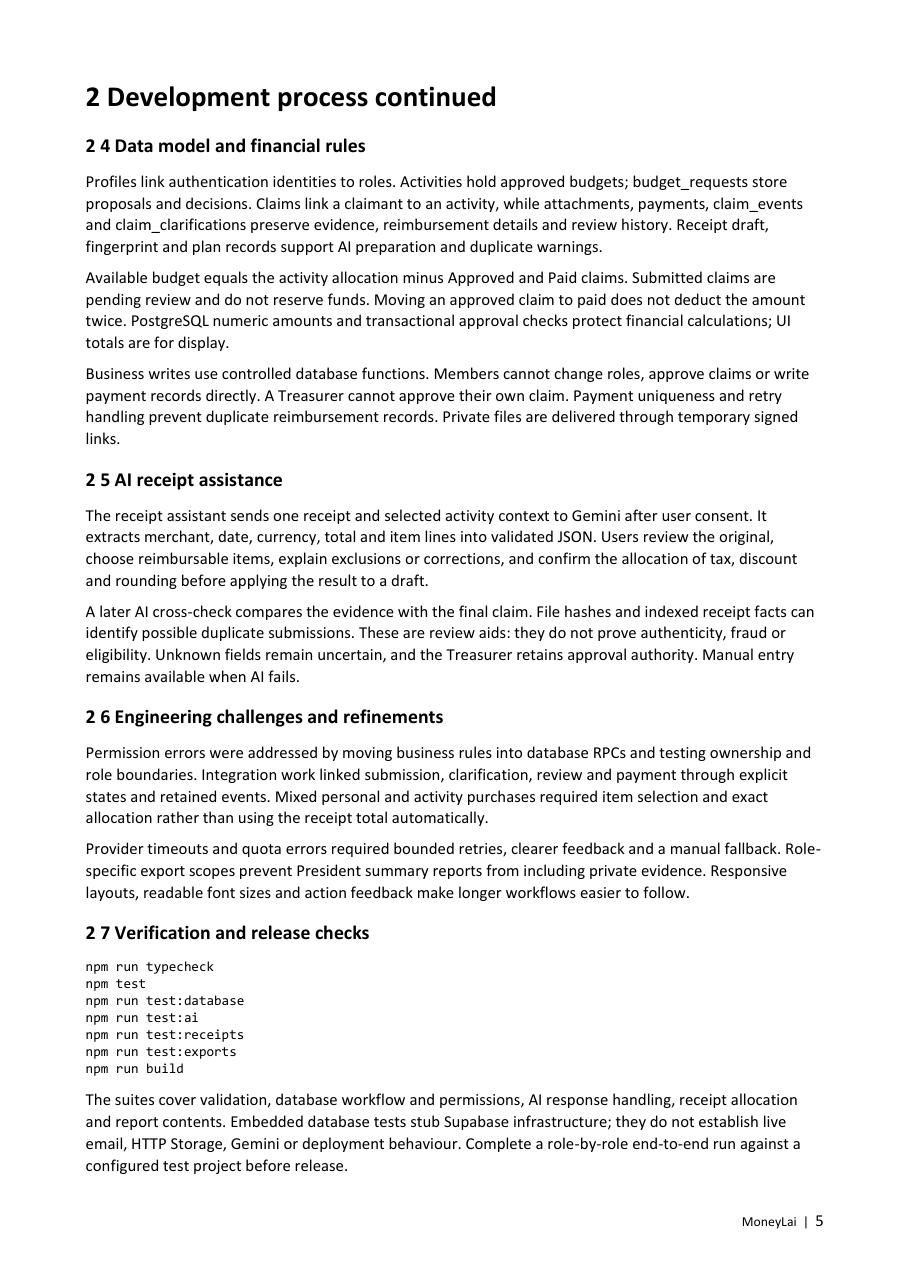 2 Development process continued
2 4 Data model and financial rules
Profiles link authentication identities to roles. Activities hold approved budgets; budget_requests store
proposals and decisions. Claims link a claimant to an activity, while attachments, payments, claim_events
and claim_clarifications preserve evidence, reimbursement details and review history. Receipt draft,
fingerprint and plan records support AI preparation and duplicate warnings.
Available budget equals the activity allocation minus Approved and Paid claims. Submitted claims are
pending review and do not reserve funds. Moving an approved claim to paid does not deduct the amount
twice. PostgreSQL numeric amounts and transactional approval checks protect financial calculations; UI
totals are for display.
Business writes use controlled database functions. Members cannot change roles, approve claims or write
payment records directly. A Treasurer cannot approve their own claim. Payment uniqueness and retry
handling prevent duplicate reimbursement records. Private files are delivered through temporary signed
links.
2 5 AI receipt assistance
The receipt assistant sends one receipt and selected activity context to Gemini after user consent. It
extracts merchant, date, currency, total and item lines into validated JSON. Users review the original,
choose reimbursable items, explain exclusions or corrections, and confirm the allocation of tax, discount
and rounding before applying the result to a draft.
A later AI cross-check compares the evidence with the final claim. File hashes and indexed receipt facts can
identify possible duplicate submissions. These are review aids: they do not prove authenticity, fraud or
eligibility. Unknown fields remain uncertain, and the Treasurer retains approval authority. Manual entry
remains available when AI fails.
2 6 Engineering challenges and refinements
Permission errors were addressed by moving business rules into database RPCs and testing ownership and
role boundaries. Integration work linked submission, clarification, review and payment through explicit
states and retained events. Mixed personal and activity purchases required item selection and exact
allocation rather than using the receipt total automatically.
Provider timeouts and quota errors required bounded retries, clearer feedback and a manual fallback. Role-
specific export scopes prevent President summary reports from including private evidence. Responsive
layouts, readable font sizes and action feedback make longer workflows easier to follow.
2 7 Verification and release checks
npm run typecheck
npm test
npm run test:database
npm run test:ai
npm run test:receipts
npm run test:exports
npm run build
The suites cover validation, database workflow and permissions, AI response handling, receipt allocation
and report contents. Embedded database tests stub Supabase infrastructure; they do not establish live
email, HTTP Storage, Gemini or deployment behaviour. Complete a role-by-role end-to-end run against a
configured test project before release.
MoneyLai | 5